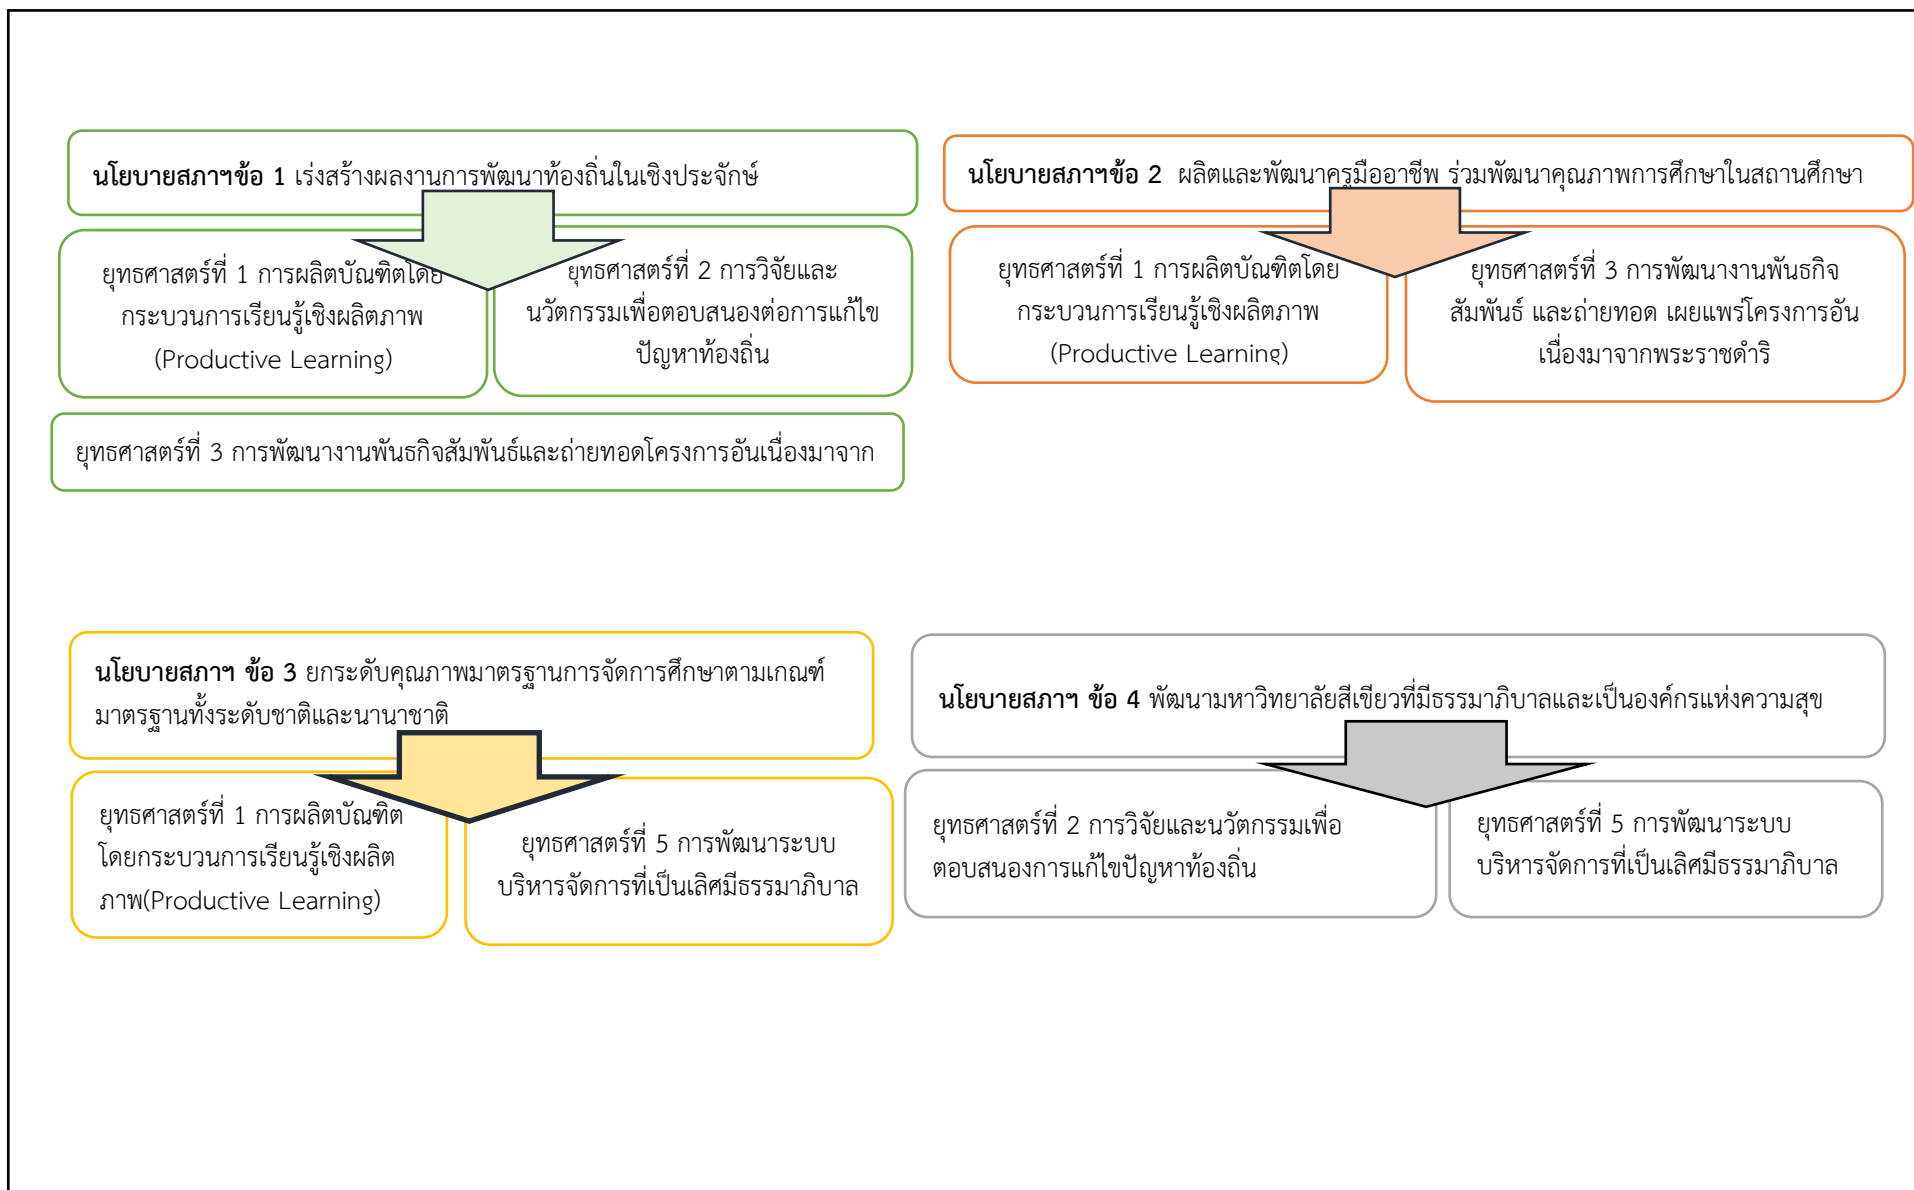 นโยบายสภาฯข้อ 1 เร่งสร้างผลงานการพัฒนาท้องถิ่นในเชิงประจักษ์
ยุทธศาสตร์ที่ 1 การผลิตบัณฑิตโดย
กระบวนการเรียนรู้เชิงผลิตภาพ
(Productive Learning)
ยุทธศาสตร์ที่ 2 การวิจัยและ
นวัตกรรมเพื่อตอบสนองต่อการแก้ไข
ปัญหาท้องถิ่น
ยุทธศาสตร์ที่ 3 การพัฒนางานพันธกิจสัมพันธ์และถ่ายทอดโครงการอันเนื่องมาจาก
นโยบายสภาฯข้อ 2 ผลิตและพัฒนาครูมืออาชีพ ร่วมพัฒนาคุณภาพการศึกษาในสถานศึกษา
ยุทธศาสตร์ที่ 1 การผลิตบัณฑิตโดย
กระบวนการเรียนรู้เชิงผลิตภาพ
(Productive Learning)
ยุทธศาสตร์ที่ 3 การพัฒนางานพันธกิจ
สัมพันธ์ และถ่ายทอด เผยแพร่โครงการอัน
เนื่องมาจากพระราชดำริ
นโยบายสภาฯ ข้อ 3 ยกระดับคุณภาพมาตรฐานการจัดการศึกษาตามเกณฑ์
มาตรฐานทั้งระดับชาติและนานาชาติ
ยุทธศาสตร์ที่ 1 การผลิตบัณฑิต
โดยกระบวนการเรียนรู้เชิงผลิต
ภาพ(Productive Learning)
ยุทธศาสตร์ที่ 5 การพัฒนาระบบ
บริหารจัดการที่เป็นเลิศมีธรรมาภิบาล
นโยบายสภาฯ ข้อ 4 พัฒนามหาวิทยาลัยสีเขียวที่มีธรรมาภิบาลและเป็นองค์กรแห่งความสุข
ยุทธศาสตร์ที่ 2 การวิจัยและนวัตกรรมเพื่อ
ตอบสนองการแก้ไขปัญหาท้องถิ่น
ยุทธศาสตร์ที่ 5 การพัฒนาระบบ
บริหารจัดการที่เป็นเลิศมีธรรมาภิบาล